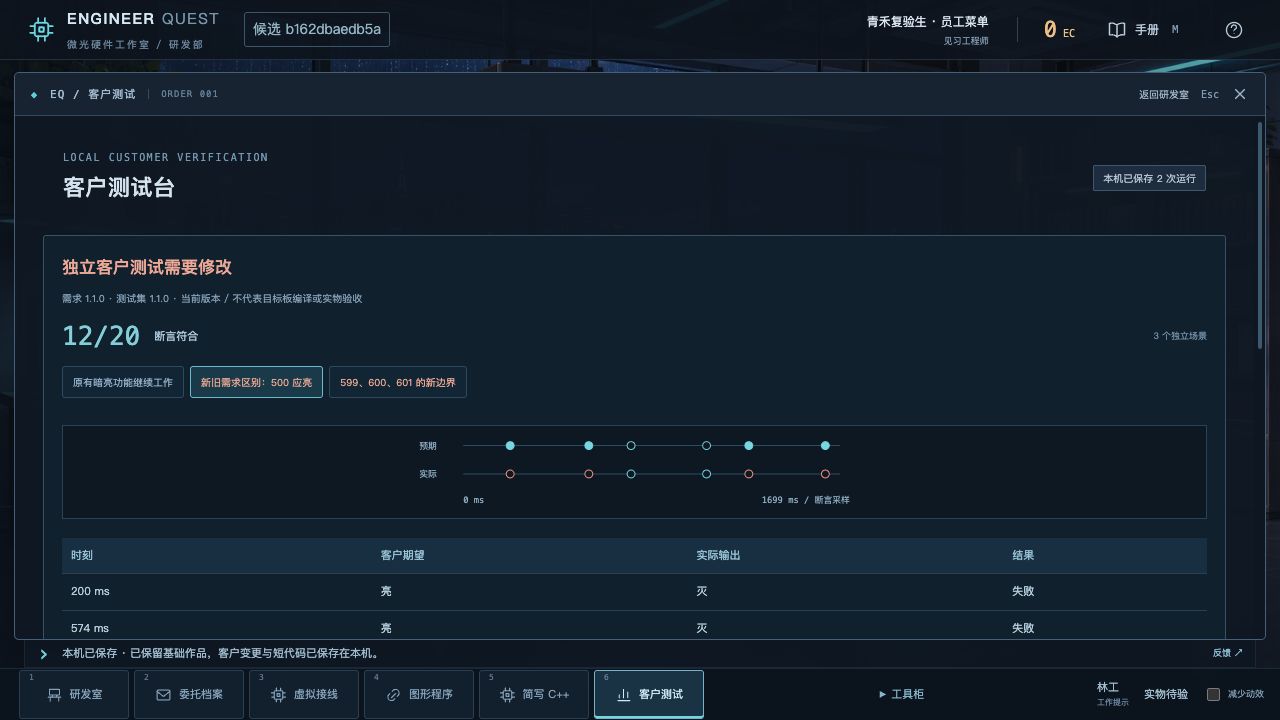 ENGINEER QUEST
微光硬件工作室 / 研发部
候选 b162dbaedb5a
青禾复验生 · 员工菜单
见习工程师
0 EC
手册 M
EQ / 客户测试
ORDER 001
返回研发室 Esc
LOCAL CUSTOMER VERIFICATION
客户测试台
本机已保存 2 次运行
独立客户测试需要修改
需求 1.1.0 · 测试集 1.1.0 · 当前版本 / 不代表目标板编译或实物验收
12/20 断言符合
3 个独立场景
原有暗亮功能继续工作
新旧需求区别：500 应亮
599、600、601 的新边界
预期
实际
0 ms
1699 ms / 断言采样
时刻 客户期望 实际输出 结果
200 ms 亮 灭 失败
574 ms 亮 灭 失败
本机已保存 · 已保留基础作品，客户变更与短代码已保存在本机。
反馈 ↗
1 研发室
2 委托档案
3 虚拟接线
4 图形程序
5 简写 C++
6 客户测试
工具柜
林工
工作提示
实物待验
减少动效